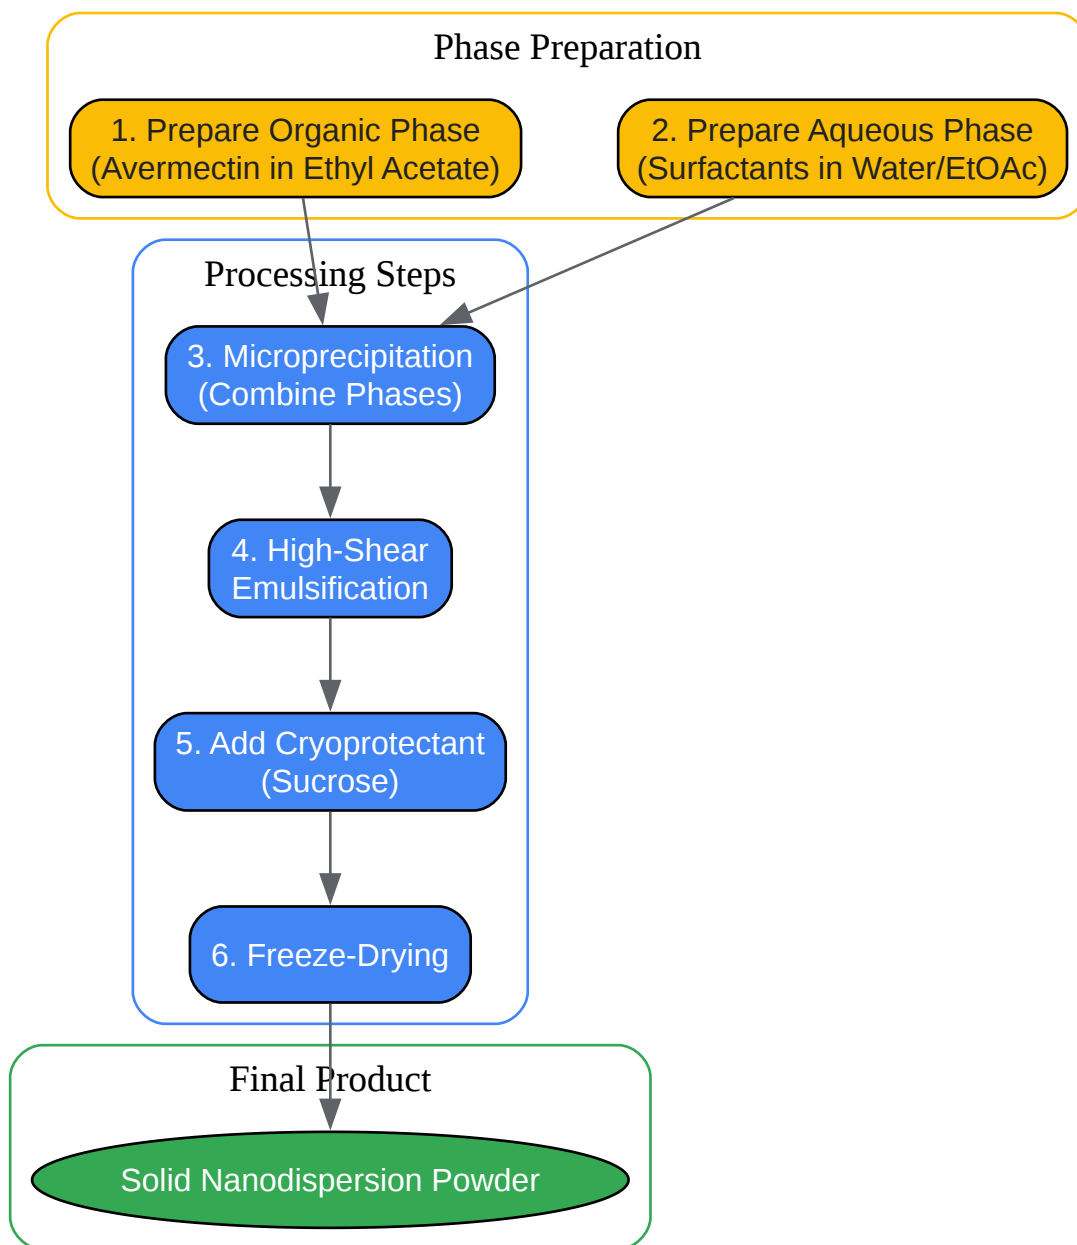 Phase Preparation
1. Prepare Organic Phase
(Avermectin in Ethyl Acetate)
2. Prepare Aqueous Phase
(Surfactants in Water/EtOAc)
Processing Steps
3. Microprecipitation
(Combine Phases)
4. High-Shear
Emulsification
5. Add Cryoprotectant
(Sucrose)
6. Freeze-Drying
Final Product
Solid Nanodispersion Powder